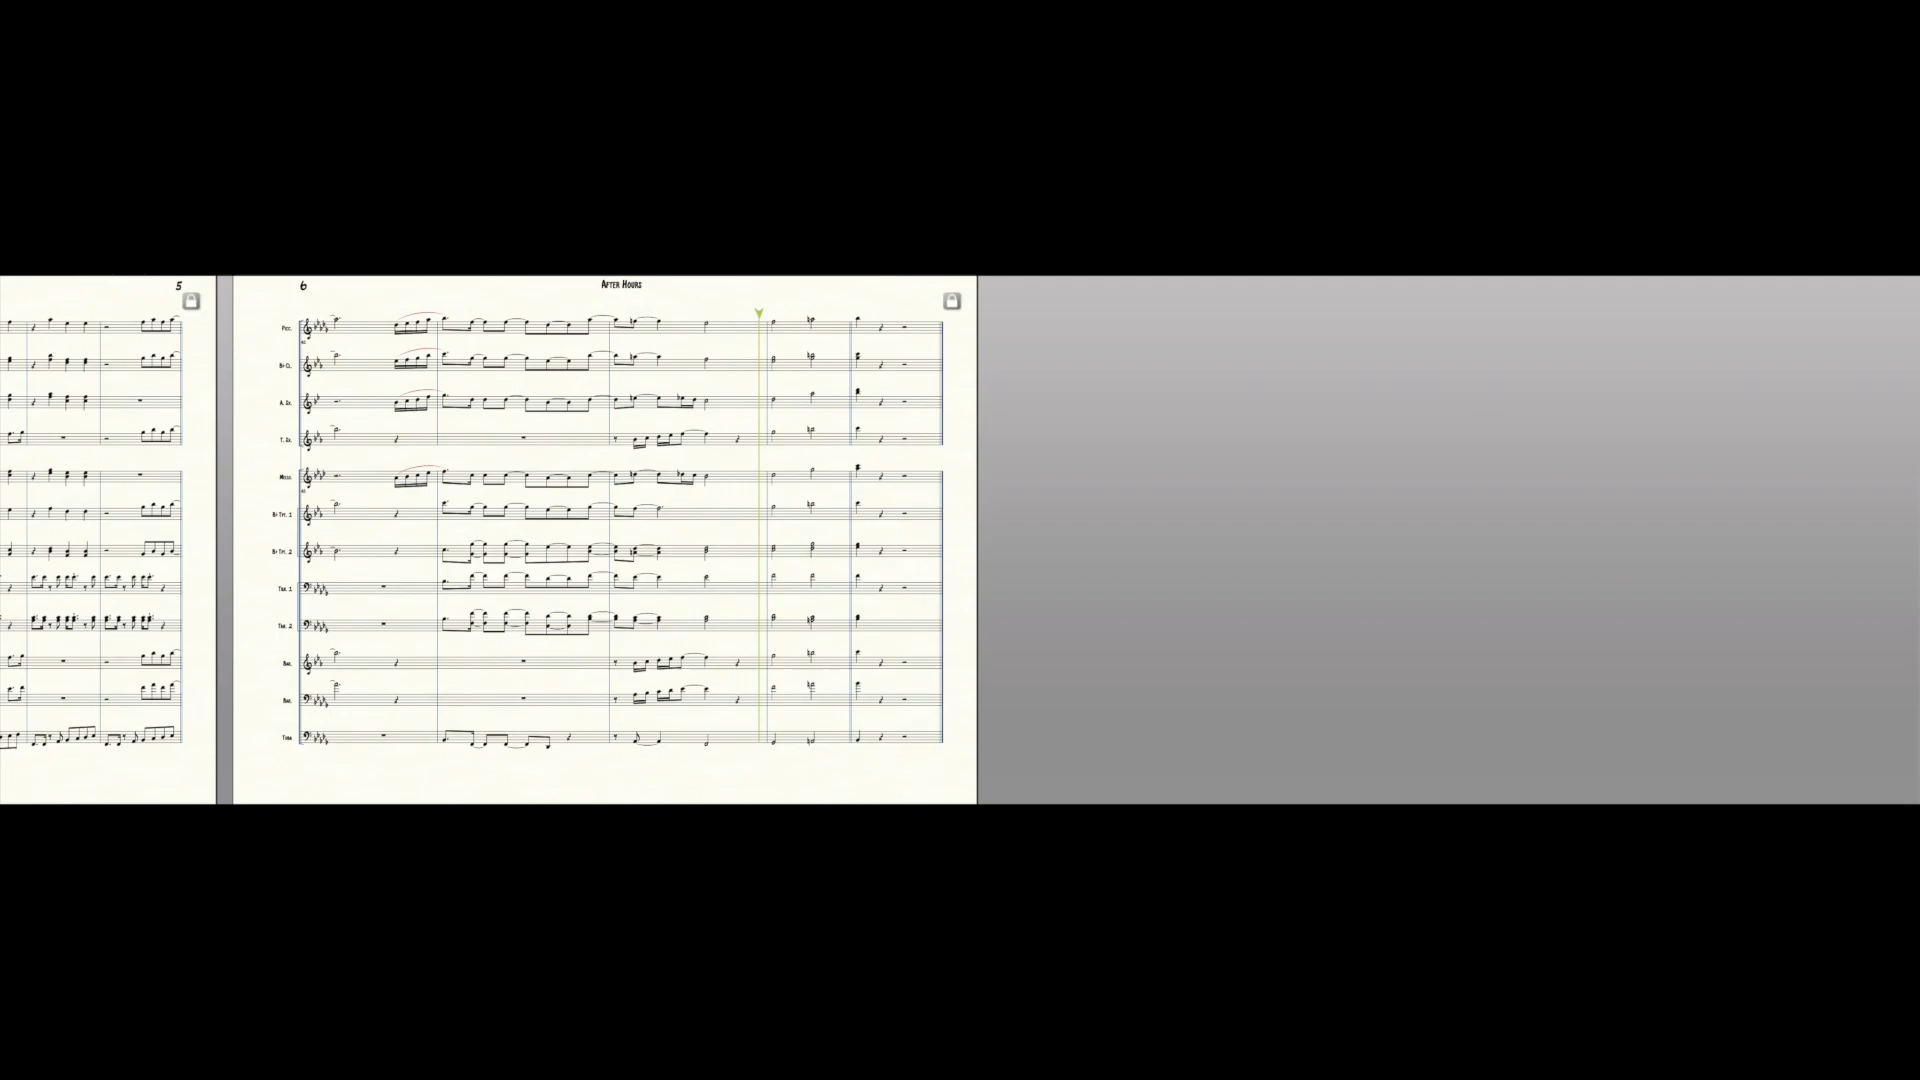 5
6
After Hours
Picc.
B♭ Cl.
A. Sx.
T. Sx.
Mello.
B♭ Tpt. 1
B♭ Tpt. 2
Tbn. 1
Tbn. 2
Bar.
Bar.
Tuba